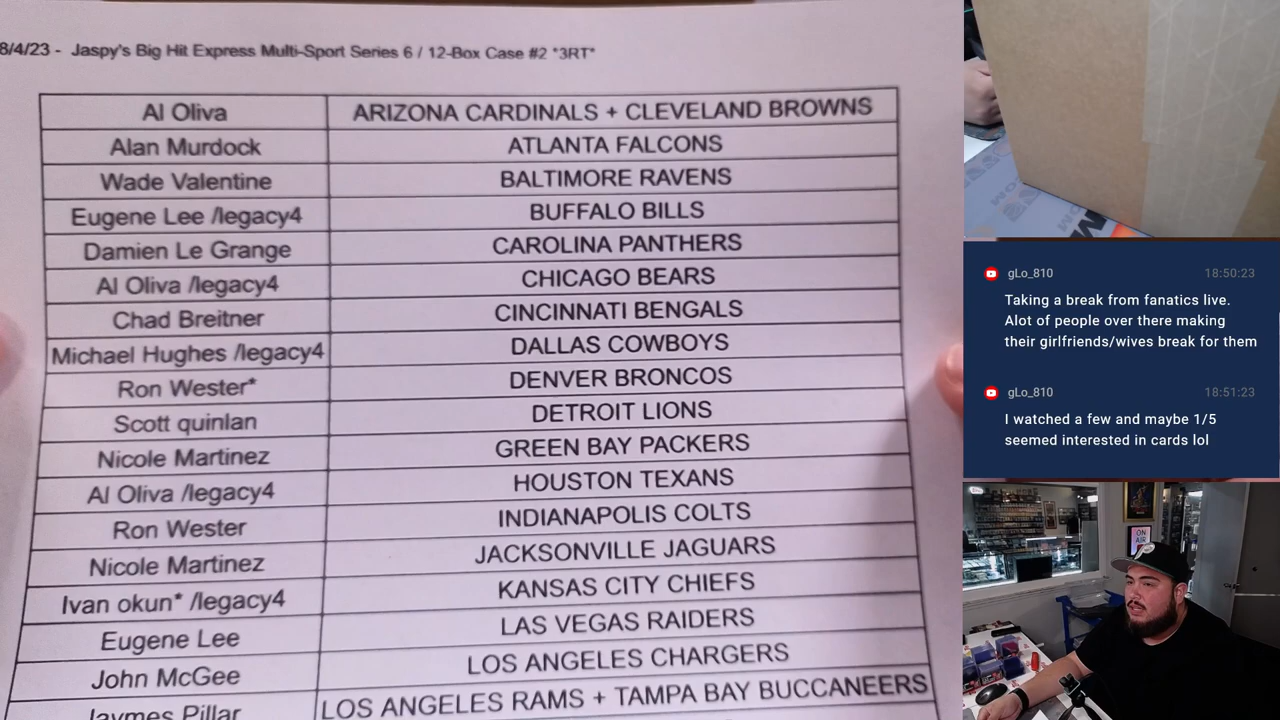 8/4/23 - Jaspy's Big Hit Express Multi-Sport Series 6 / 12-Box Case #2 *3RT*
Al Oliva ARIZONA CARDINALS + CLEVELAND BROWNS
Alan Murdock ATLANTA FALCONS
Wade Valentine BALTIMORE RAVENS
Eugene Lee /legacy4 BUFFALO BILLS
Damien Le Grange CAROLINA PANTHERS
Al Oliva /legacy4 CHICAGO BEARS
Chad Breitner CINCINNATI BENGALS
Michael Hughes /legacy4 DALLAS COWBOYS
Ron Wester* DENVER BRONCOS
Scott quinlan DETROIT LIONS
Nicole Martinez GREEN BAY PACKERS
Al Oliva /legacy4 HOUSTON TEXANS
Ron Wester INDIANAPOLIS COLTS
Nicole Martinez JACKSONVILLE JAGUARS
Ivan okun* /legacy4 KANSAS CITY CHIEFS
Eugene Lee LAS VEGAS RAIDERS
John McGee LOS ANGELES CHARGERS
Jaymes Pillar LOS ANGELES RAMS + TAMPA BAY BUCCANEERS
gLo_810 18:50:23
Taking a break from fanatics live.
Alot of people over there making
their girlfriends/wives break for them
gLo_810 18:51:23
I watched a few and maybe 1/5
seemed interested in cards lol
ON
AIR